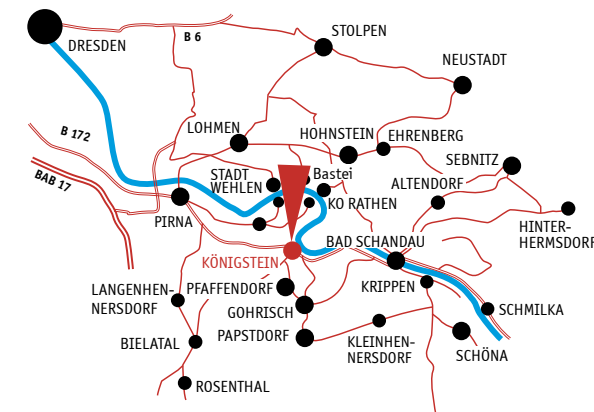 STOLPEN
B 6
DRESDEN
NEUSTADT
B 172
LOHMEN
HOHNSTEIN
EHRENBERG
SEBNITZ
BAB 17
STADT
WEHLEN
Bastei
ALTENDORF
KO RATHEN
PIRNA
HINTER-
HERMSDORF
BAD SCHANDAU
KÖNIGSTEIN
LANGENHEN-
NERSDORF
PFAFFENDORF
KRIPPEN
GOHRISCH
SCHMILKA
PAPSTDORF
BIELATAL
KLEINHEN-
NERSDORF
SCHÖNA
ROSENTHAL